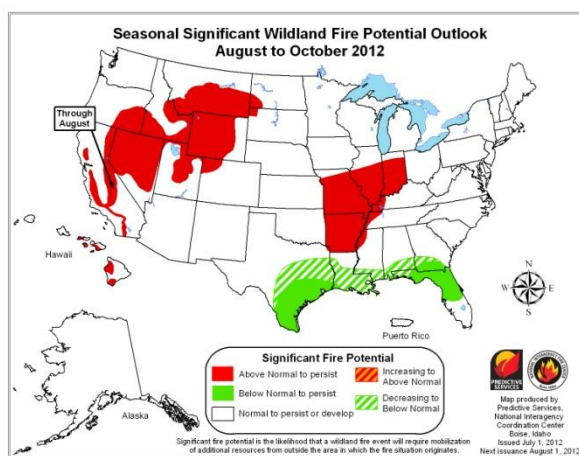 Seasonal Significant Wildland Fire Potential Outlook
August to October 2012
Through
August
Hawaii
Alaska
Puerto Rico
N
W
E
S
Significant Fire Potential
Above Normal to persist
Increasing to
Above Normal
Below Normal to persist
Decreasing to
Below Normal
Normal to persist or develop
PREDICTIVE
SERVICES
Map produced by
Predictive Services,
National Interagency
Coordination Center
Boise, Idaho
Issued July 1, 2012
Next issuance August 1, 2012
Significant fire potential is the likelihood that a wildland fire event will require mobilization
of additional resources from outside the area in which the fire situation originates.